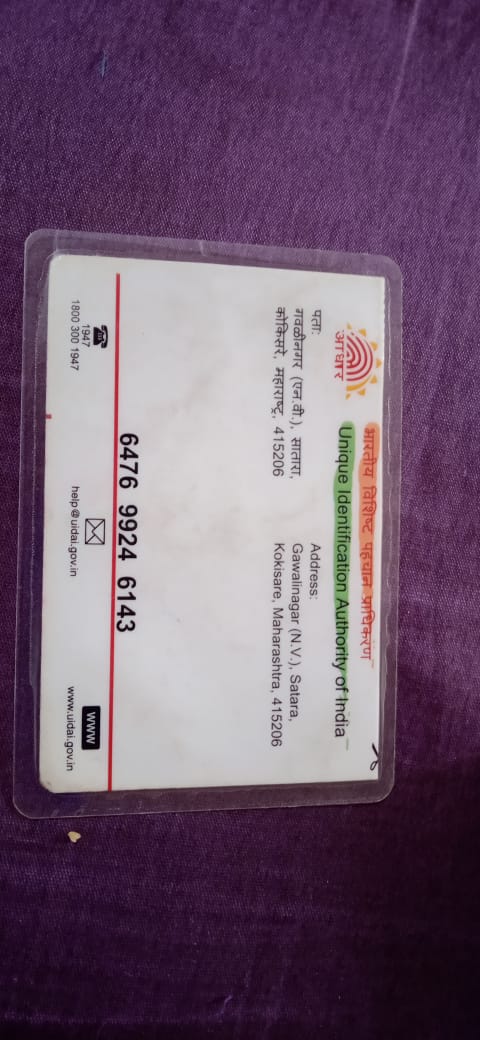 भारतीय विशिष्ट पहचान प्राधिकरण
Unique Identification Authority of India
आधार
पता:
गवळीनगर (एन.वी.), सातारा,
कोकिसरे, महाराष्ट्र, 415206
Address:
Gawalinagar (N.V.), Satara,
Kokisare, Maharashtra, 415206
6476 9924 6143
1947
1800 300 1947
help@uidai.gov.in
www
www.uidai.gov.in